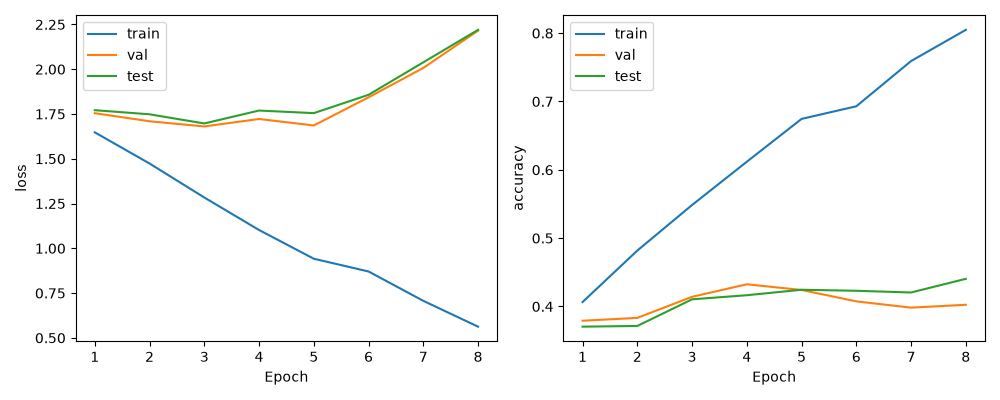 train
val
test
loss
2.25
2.00
1.75
1.50
1.25
1.00
0.75
0.50
1 2 3 4 5 6 7 8
Epoch
train
val
test
accuracy
0.8
0.7
0.6
0.5
0.4
1 2 3 4 5 6 7 8
Epoch